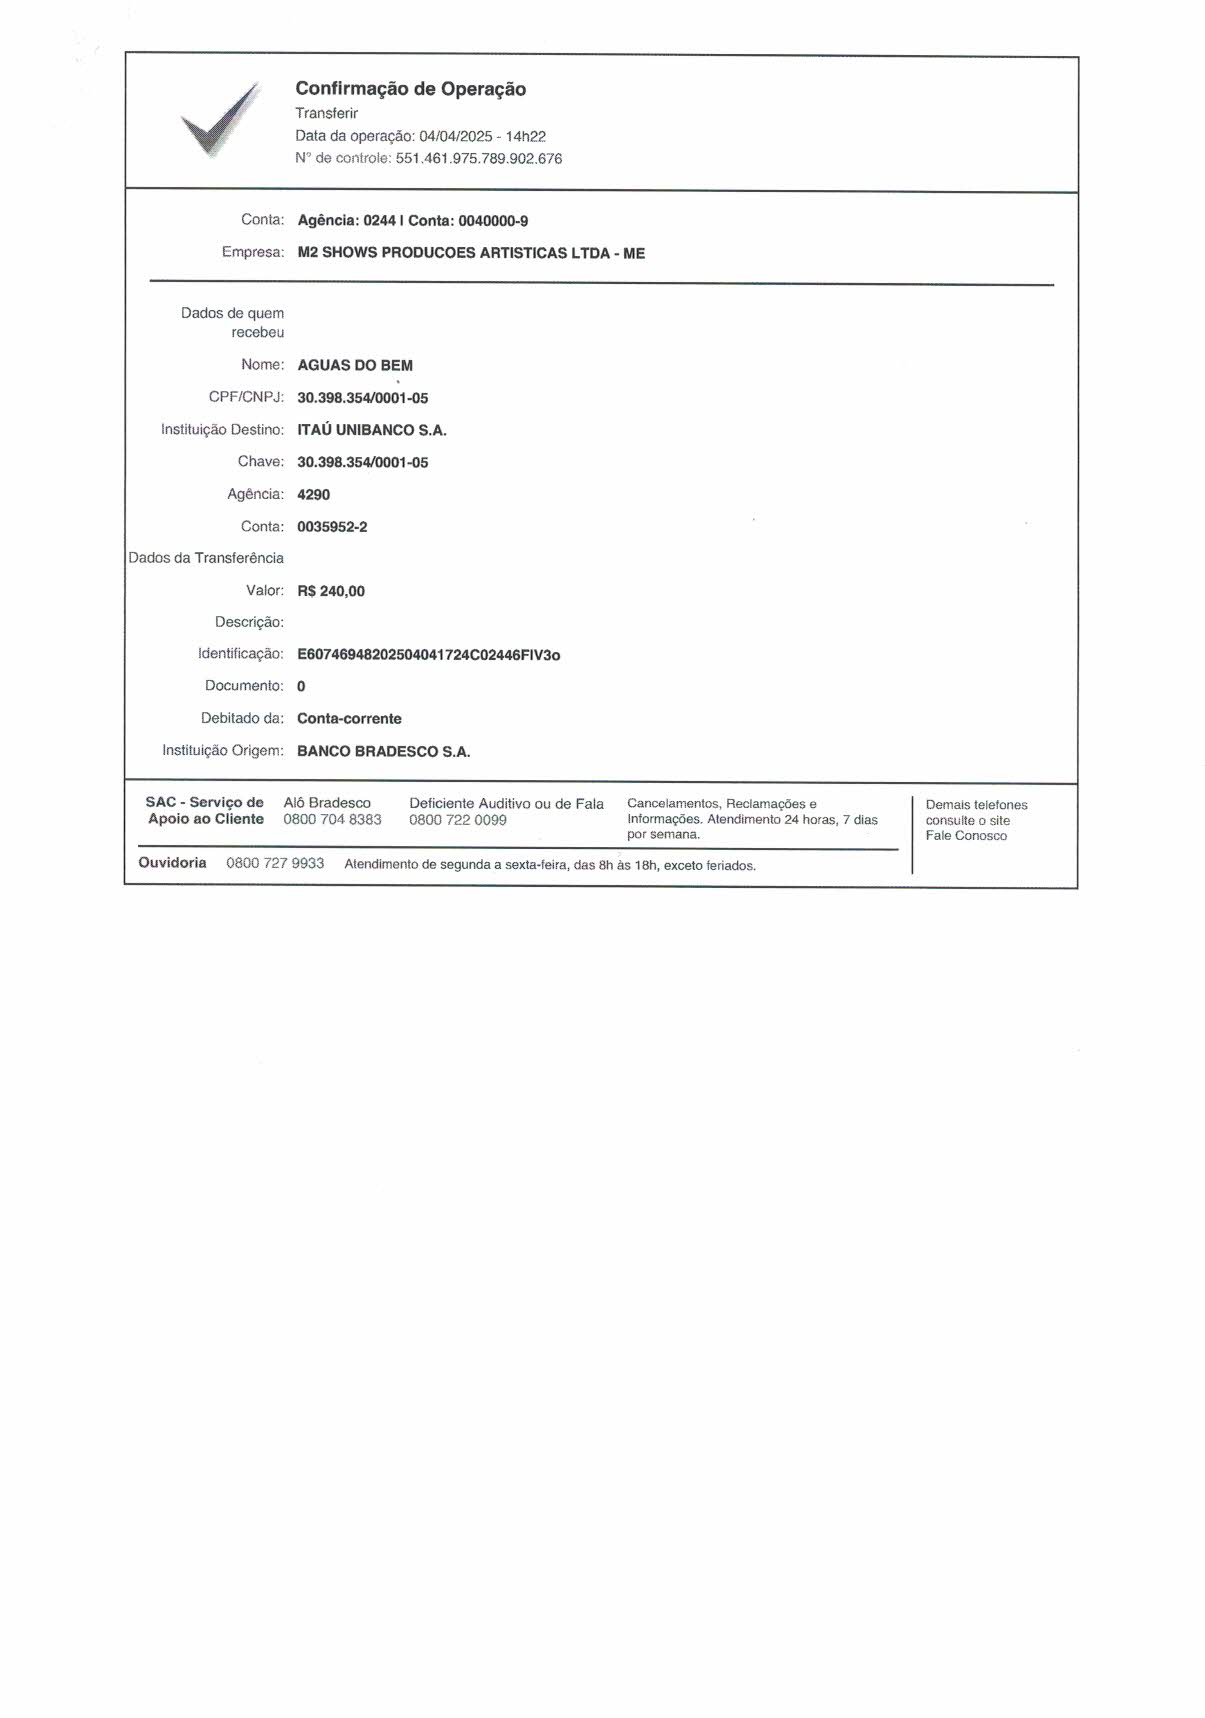 Confirmação de Operação
Transferir
Data da operação: 04/04/2025 - 14h22
N° de controle: 551.461.975.789.902.676
Conta: Agência: 0244 | Conta: 0040000-9
Empresa: M2 SHOWS PRODUCOES ARTISTICAS LTDA - ME
Dados de quem
recebeu
Nome: AGUAS DO BEM
CPF/CNPJ: 30.398.354/0001-05
Instituição Destino: ITAÚ UNIBANCO S.A.
Chave: 30.398.354/0001-05
Agência: 4290
Conta: 0035952-2
Dados da Transferência
Valor: R$ 240,00
Descrição:
Identificação: E60746948202504041724C02446FIV3o
Documento: 0
Debitado da: Conta-corrente
Instituição Origem: BANCO BRADESCO S.A.
SAC - Serviço de Apoio ao Cliente
Alô Bradesco
0800 704 8383
Deficiente Auditivo ou de Fala
0800 722 0099
Cancelamentos, Reclamações e
Informações. Atendimento 24 horas, 7 dias
por semana.
Demais telefones
consulte o site
Fale Conosco
Ouvidoria 0800 727 9933 Atendimento de segunda a sexta-feira, das 8h às 18h, exceto feriados.